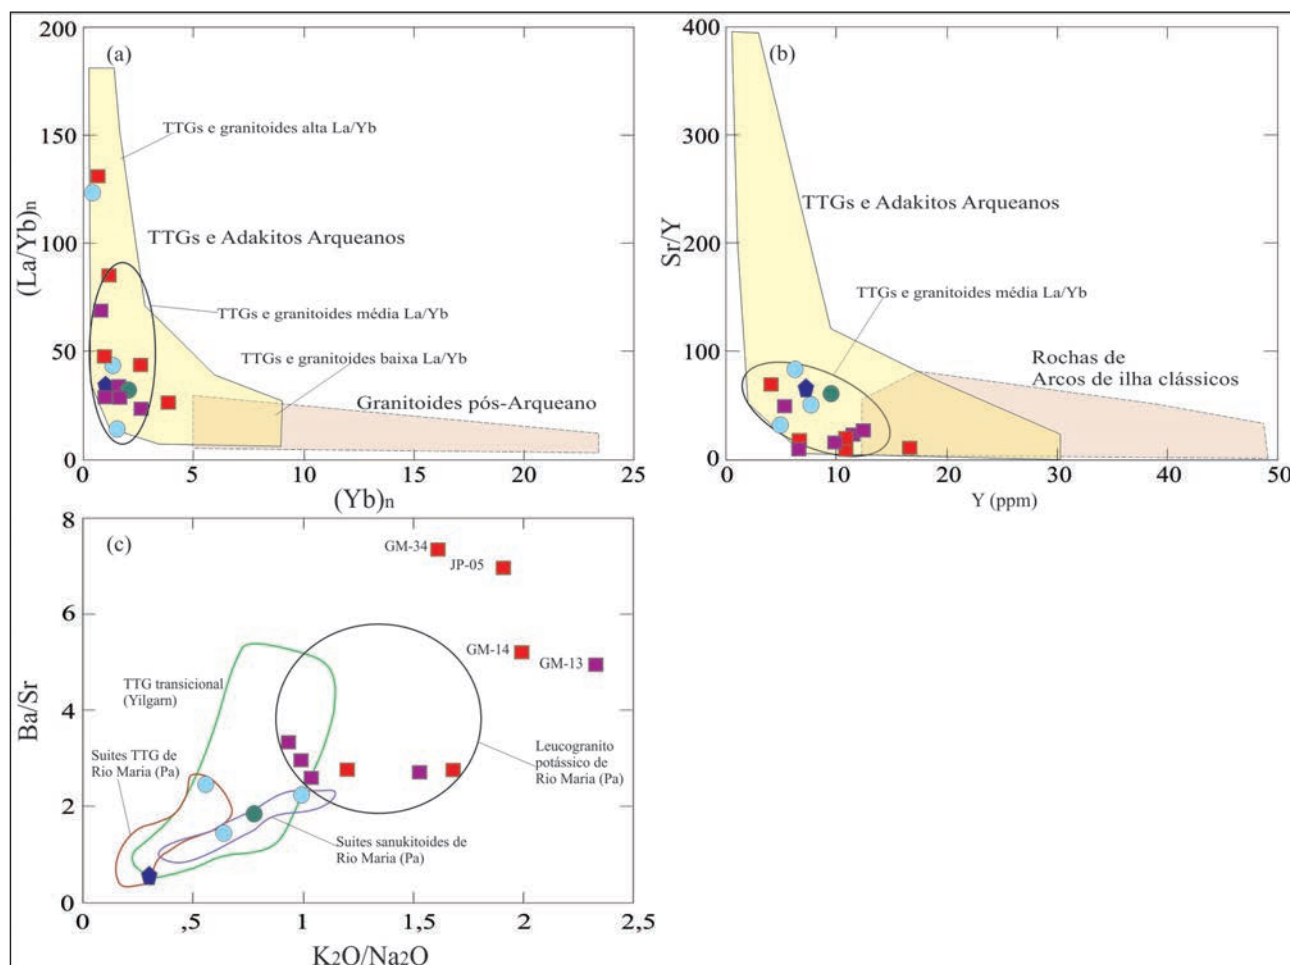 (a)
200
150
100
50
0
(La/Yb)n
TTGs e granitoides alta La/Yb
TTGs e Adakitos Arqueanos
TTGs e granitoides média La/Yb
TTGs e granitoides baixa La/Yb
Granitoides pós-Arqueano
0
5
10
15
20
25
(Yb)n
(b)
400
300
200
100
0
Sr/Y
TTGs e Adakitos Arqueanos
TTGs e granitoides média La/Yb
Rochas de
Arcos de ilha clássicos
0
10
20
30
40
50
Y (ppm)
(c)
8
6
4
2
0
Ba/Sr
GM-34
JP-05
GM-14
GM-13
TTG transicional
(Yilgarn)
Suites TTG de
Rio Maria (Pa)
Leucogranito
potássico de
Rio Maria (Pa)
Suites sanukitoides de
Rio Maria (Pa)
0
,5
1
1,5
2
2,5
K2O/Na2O